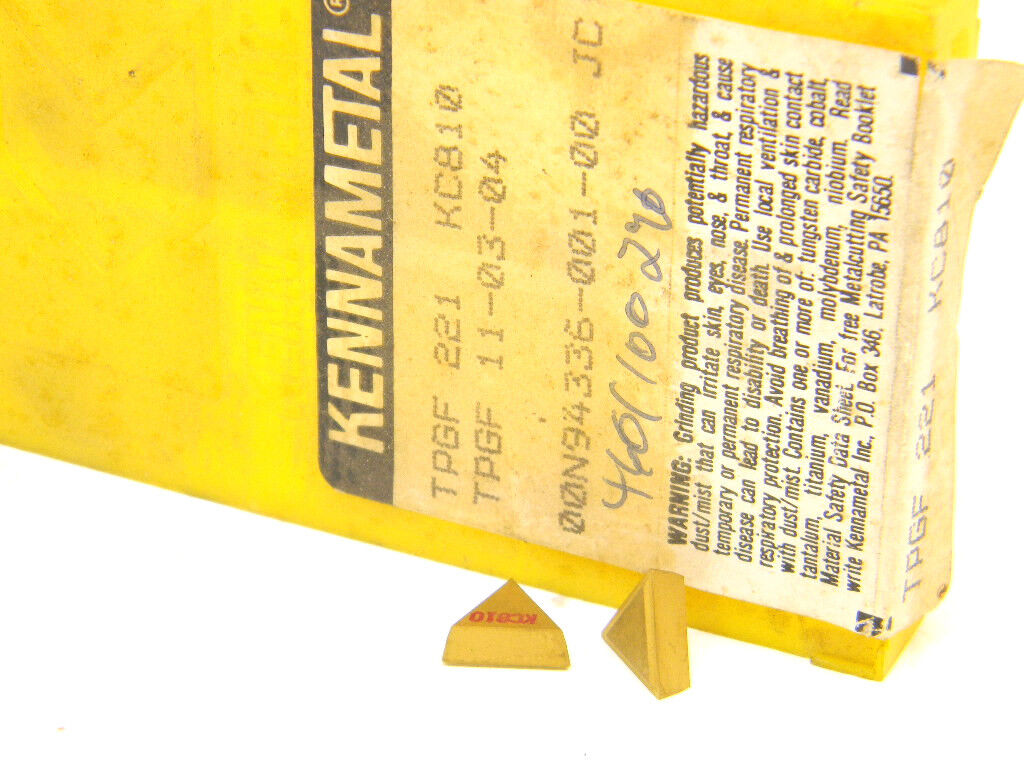 KENNAMETAL®
TPGF 221 KC810
TPGF 11-03-04
00N94336-001-00 JC
WARNING: Grinding product produces potentially hazardous
dust/mist that can irritate skin, eyes, nose, & throat, & cause
temporary or permanent respiratory disease. Permanent respiratory
disease can lead to disability or death. Use local ventilation &
respiratory protection. Avoid breathing of & prolonged skin contact
with dust/mist. Contains one or more of: tungsten carbide, cobalt,
tantalum, titanium, vanadium, molybdenum, niobium. Read
Material Safety Data Sheet. For free Metalcutting Safety Booklet
write Kennametal Inc., P.O. Box 346, Latrobe, PA 15650.
TPGF 221 KC810
KC810